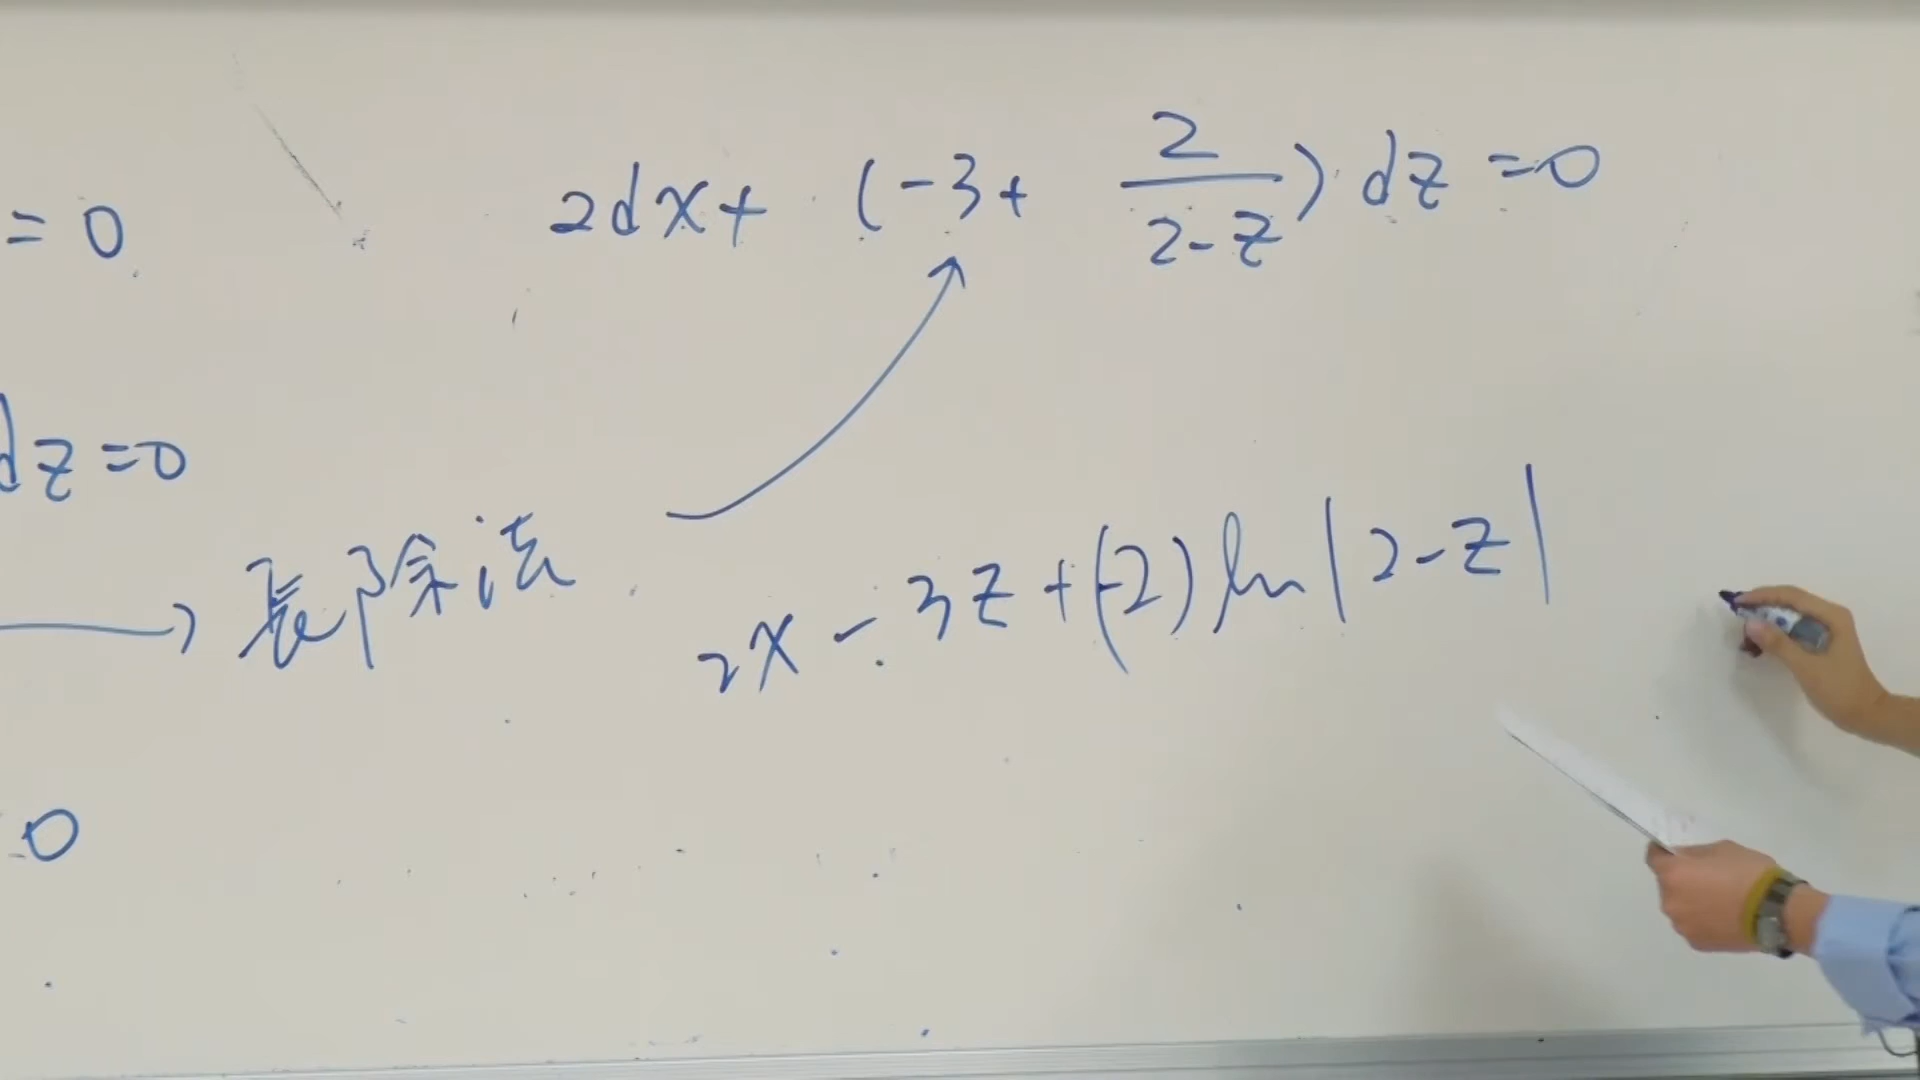 = 0
2dx + (-3 + 2/(2-z)) dz = 0
dz = 0
→ 長除法
2x - 3z + (-2) ln|2-z|
= 0